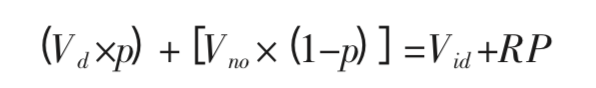 (V_d×p) + [V_no × (1−p)] =V_id+RP